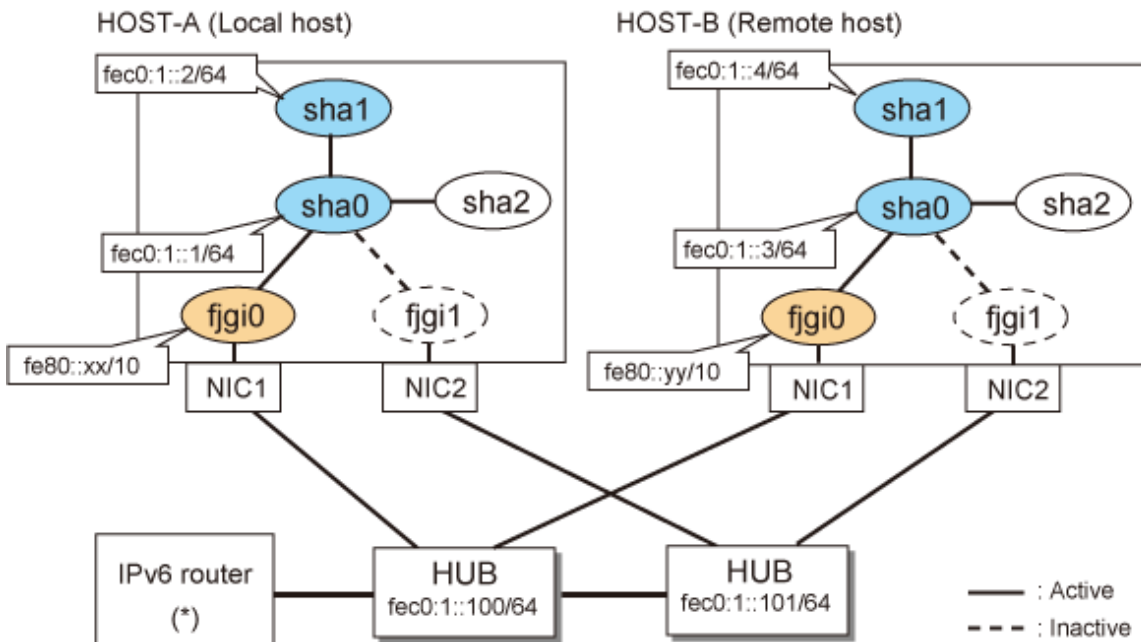 HOST-A (Local host)
HOST-B (Remote host)
fec0:1::2/64
sha1
fec0:1::4/64
sha1
sha0
sha2
sha0
sha2
fec0:1::1/64
fec0:1::3/64
fjgi0
fjgi1
fjgi0
fjgi1
fe80::xx/10
fe80::yy/10
NIC1
NIC2
NIC1
NIC2
IPv6 router
(*)
HUB
fec0:1::100/64
HUB
fec0:1::101/64
: Active
: Inactive